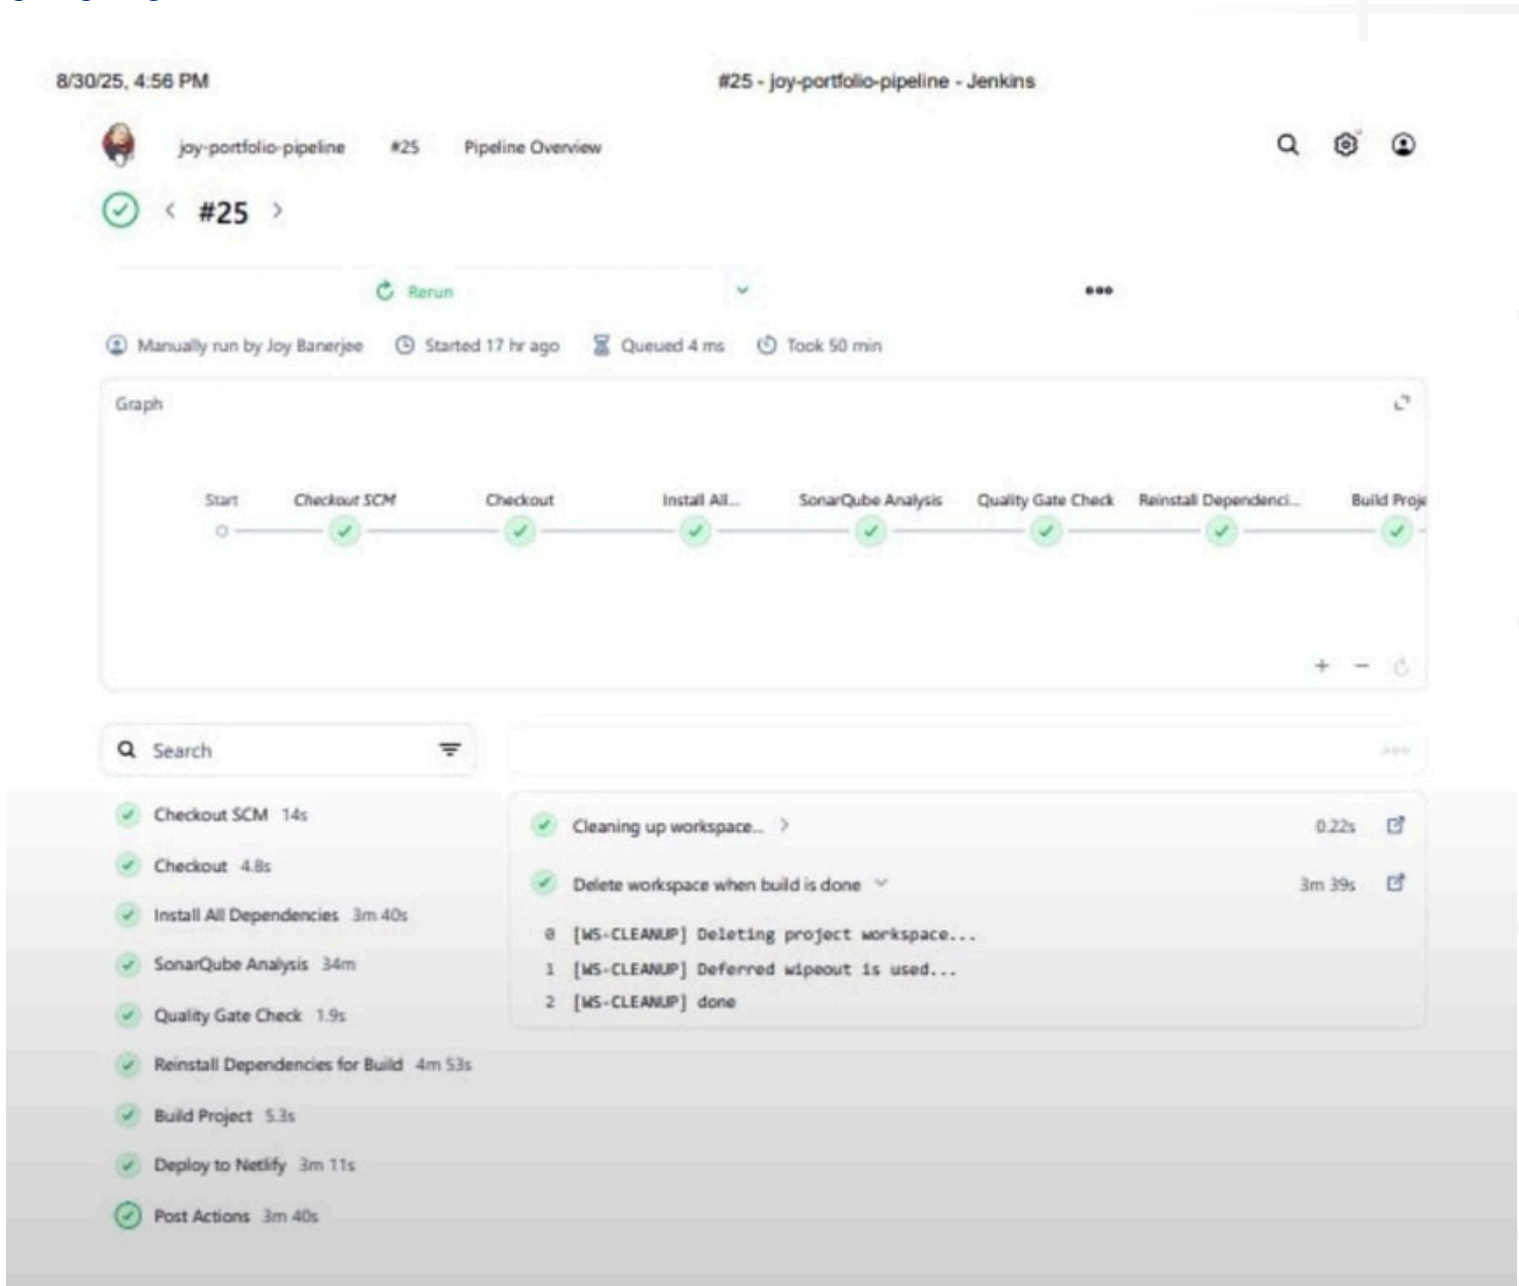 8/30/25, 4:56 PM
#25 - joy-portfolio-pipeline - Jenkins
joy-portfolio-pipeline #25 Pipeline Overview
#25
Rerun
Manually run by Joy Banerjee Started 17 hr ago Queued 4 ms Took 50 min
Graph
Start Checkout SCM Checkout Install All... SonarQube Analysis Quality Gate Check Reinstall Dependenci... Build Proje
Search
Checkout SCM 14s
Checkout 4.8s
Install All Dependencies 3m 40s
SonarQube Analysis 34m
Quality Gate Check 1.9s
Reinstall Dependencies for Build 4m 53s
Build Project 5.3s
Deploy to Netlify 3m 11s
Post Actions 3m 40s
Cleaning up workspace... 0.22s
Delete workspace when build is done 3m 39s
0 [WS-CLEANUP] Deleting project workspace...
1 [WS-CLEANUP] Deferred wipeout is used...
2 [WS-CLEANUP] done